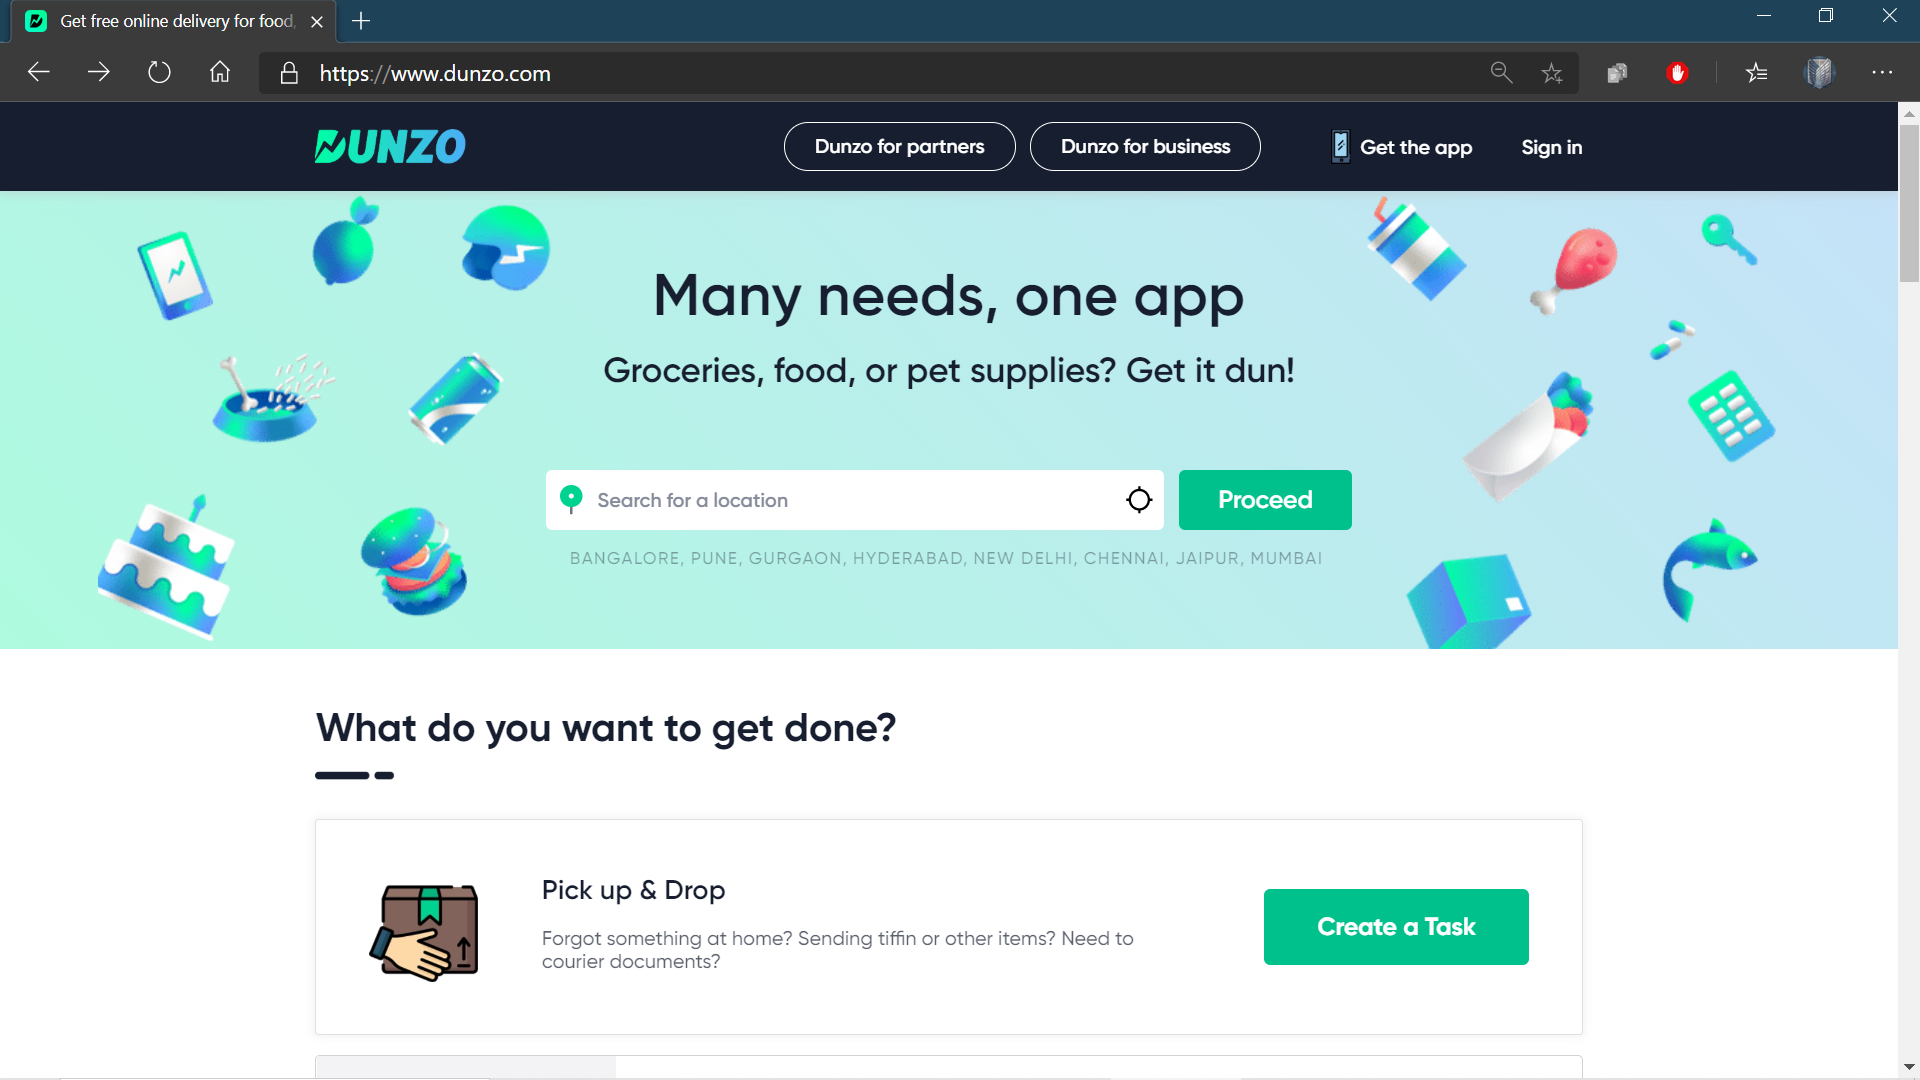 Get free online delivery for food,
https://www.dunzo.com
DUNZO
Dunzo for partners
Dunzo for business
Get the app
Sign in
Many needs, one app
Groceries, food, or pet supplies? Get it dun!
Search for a location
Proceed
BANGALORE, PUNE, GURGAON, HYDERABAD, NEW DELHI, CHENNAI, JAIPUR, MUMBAI
What do you want to get done?
Pick up & Drop
Forgot something at home? Sending tiffin or other items? Need to
courier documents?
Create a Task